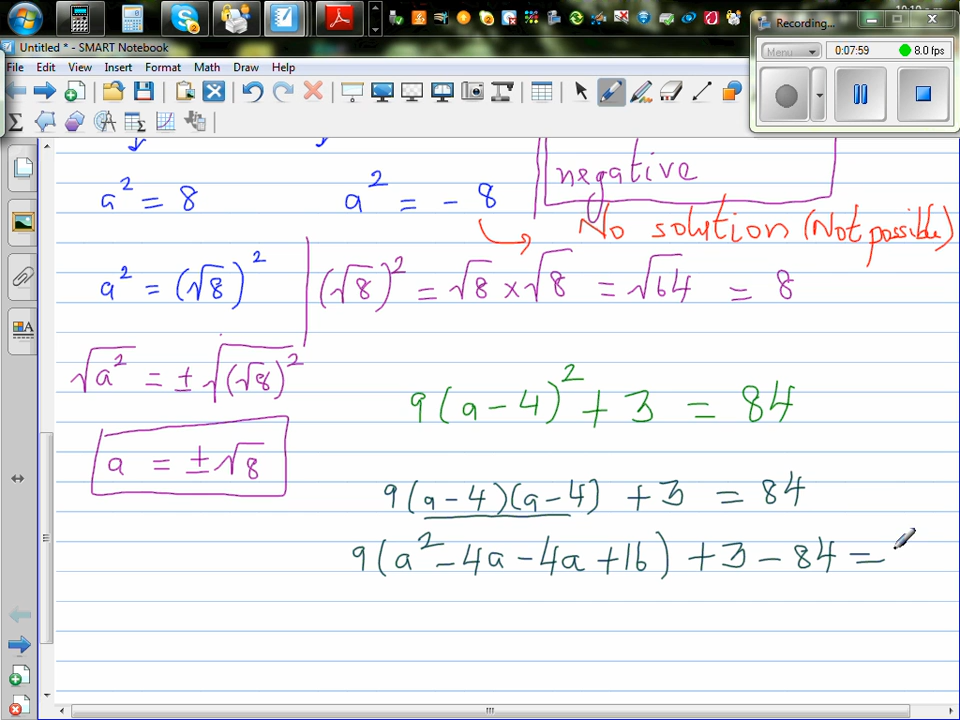 Recording...
Menu
0:07:59
8.0 fps
Untitled * - SMART Notebook
File Edit View Insert Format Math Draw Help
negative
a² = 8
a² = - 8
No solution (Not possible)
a² = (√8)²
(√8)² = √8 × √8 = √64 = 8
√a² = ± √(√8)²
9(a - 4)² + 3 = 84
a = ± √8
9(a - 4)(a - 4) + 3 = 84
9(a² - 4a - 4a + 16) + 3 - 84 =